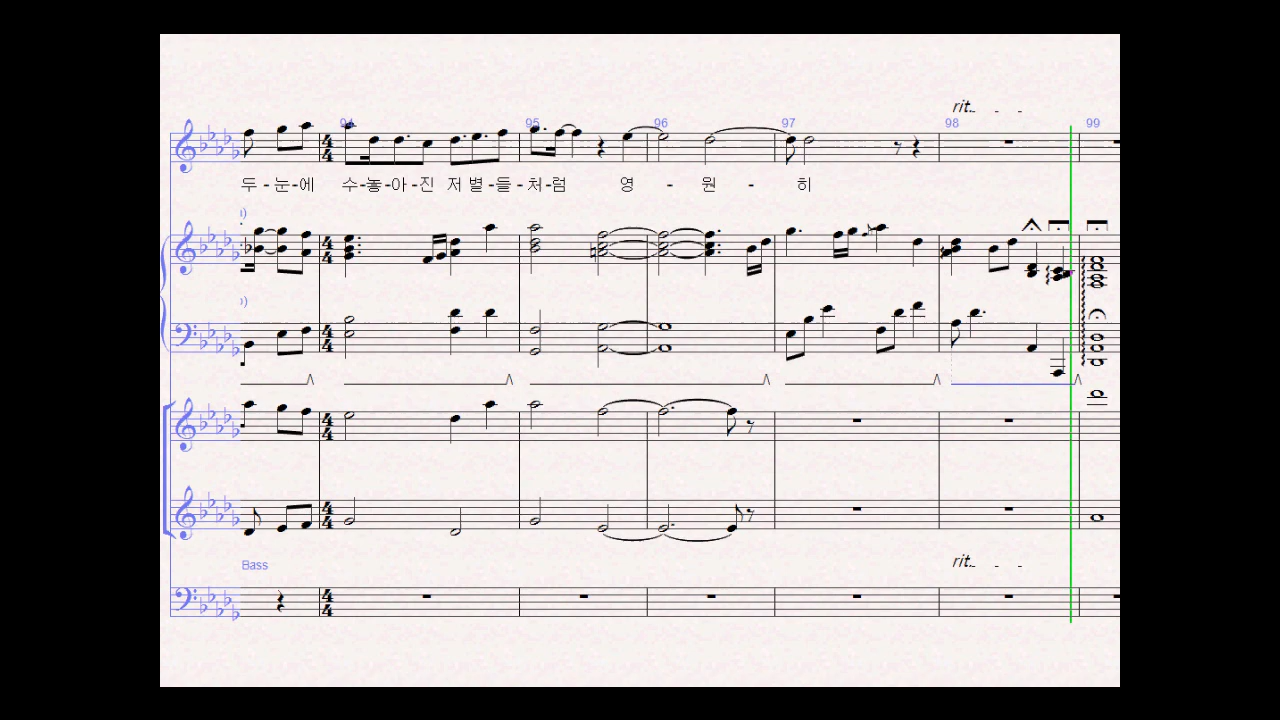 rit.
94 95 96 97 98 99
두-눈-에 수-놓-아-진 저 별-들-처-럼 영 - 원 - 히
rit.
Bass